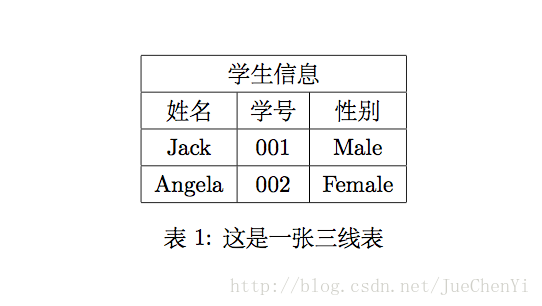 学生信息
姓名 学号 性别
Jack 001 Male
Angela 002 Female
表 1: 这是一张三线表
http://blog.csdn.net/JueChenYi